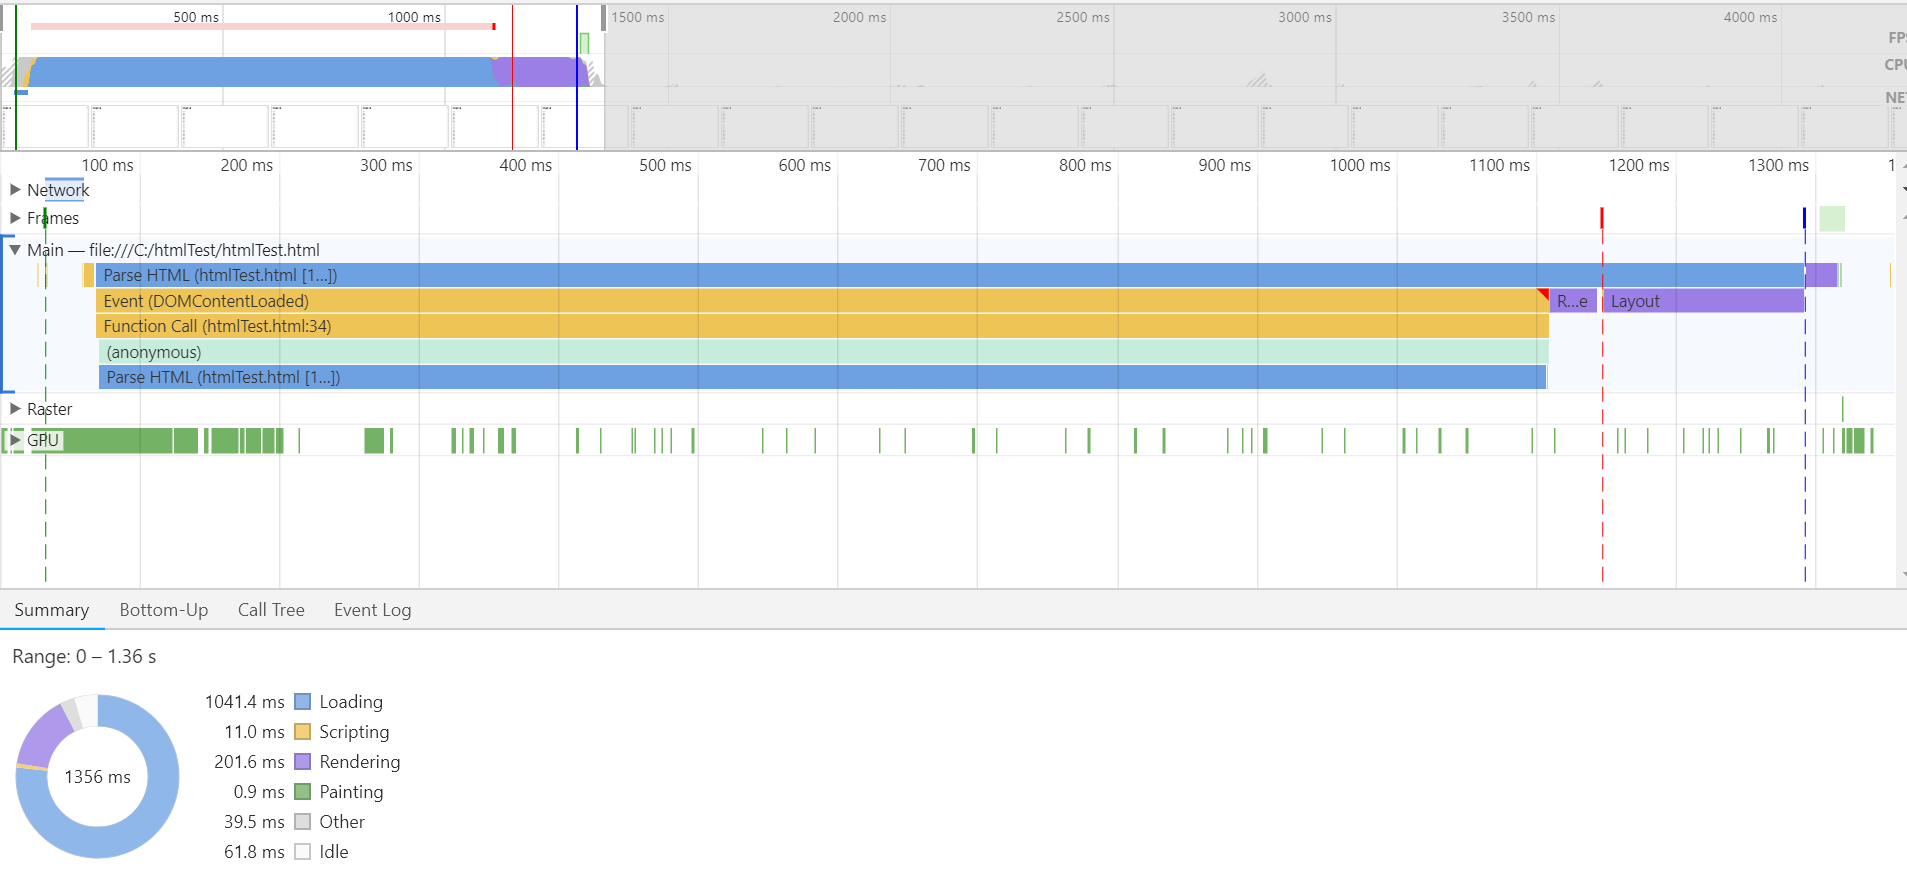 500 ms 1000 ms 1500 ms 2000 ms 2500 ms 3000 ms 3500 ms 4000 ms
FPS
CPU
NET
100 ms 200 ms 300 ms 400 ms 500 ms 600 ms 700 ms 800 ms 900 ms 1000 ms 1100 ms 1200 ms 1300 ms 1
Network
Frames
Main — file:///C:/htmlTest/htmlTest.html
Parse HTML (htmlTest.html [1...])
Event (DOMContentLoaded) R...e Layout
Function Call (htmlTest.html:34)
(anonymous)
Parse HTML (htmlTest.html [1...])
Raster
GPU
Summary Bottom-Up Call Tree Event Log
Range: 0 – 1.36 s
1041.4 ms Loading
11.0 ms Scripting
201.6 ms Rendering
1356 ms
0.9 ms Painting
39.5 ms Other
61.8 ms Idle